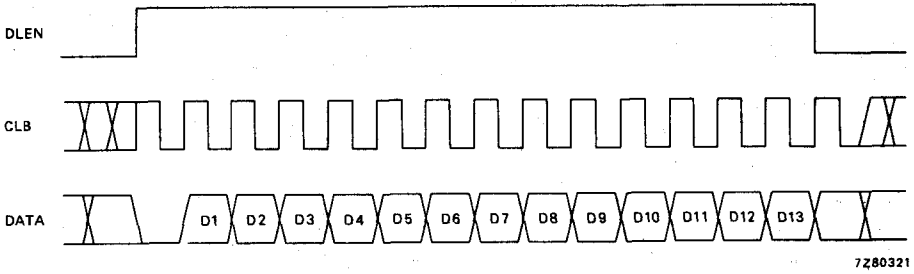 DLEN
CLB
DATA D1 D2 D3 D4 D5 D6 D7 D8 D9 D10 D11 D12 D13
7Z80321